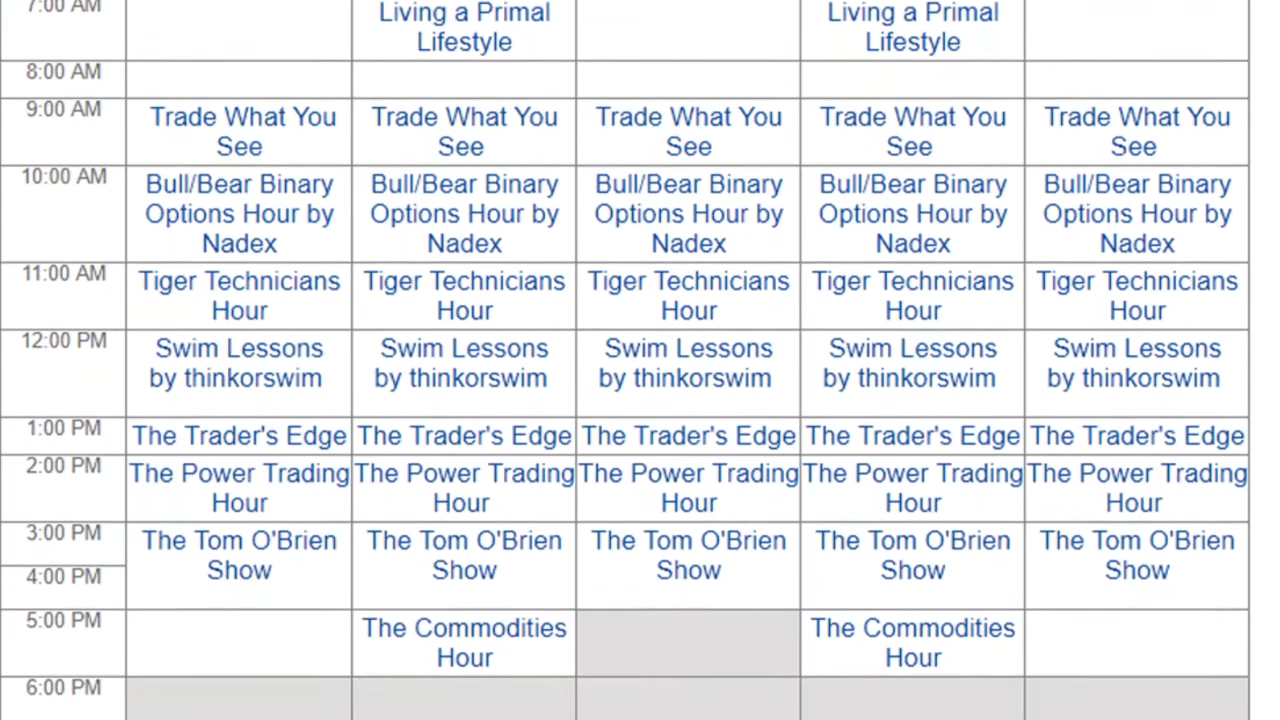 7:00 AM
Living a Primal
Lifestyle
Living a Primal
Lifestyle
8:00 AM
9:00 AM
Trade What You
See
Trade What You
See
Trade What You
See
Trade What You
See
Trade What You
See
10:00 AM
Bull/Bear Binary
Options Hour by
Nadex
Bull/Bear Binary
Options Hour by
Nadex
Bull/Bear Binary
Options Hour by
Nadex
Bull/Bear Binary
Options Hour by
Nadex
Bull/Bear Binary
Options Hour by
Nadex
11:00 AM
Tiger Technicians
Hour
Tiger Technicians
Hour
Tiger Technicians
Hour
Tiger Technicians
Hour
Tiger Technicians
Hour
12:00 PM
Swim Lessons
by thinkorswim
Swim Lessons
by thinkorswim
Swim Lessons
by thinkorswim
Swim Lessons
by thinkorswim
Swim Lessons
by thinkorswim
1:00 PM
The Trader's Edge
The Trader's Edge
The Trader's Edge
The Trader's Edge
The Trader's Edge
2:00 PM
The Power Trading
Hour
The Power Trading
Hour
The Power Trading
Hour
The Power Trading
Hour
The Power Trading
Hour
3:00 PM
The Tom O'Brien
Show
The Tom O'Brien
Show
The Tom O'Brien
Show
The Tom O'Brien
Show
The Tom O'Brien
Show
4:00 PM
5:00 PM
The Commodities
Hour
The Commodities
Hour
6:00 PM